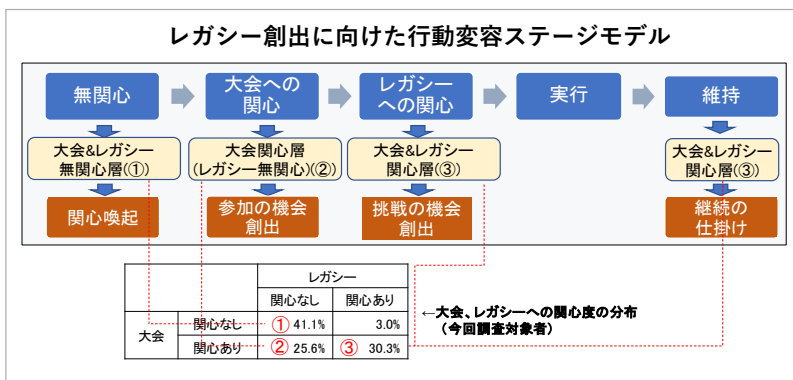 レガシー創出に向けた行動変容ステージモデル
無関心
大会への
関心
レガシー
への関心
実行
維持
大会&レガシー
無関心層(①)
大会関心層
(レガシー無関心)(②)
大会&レガシー
関心層(③)
大会&レガシー
関心層(③)
関心喚起
参加の機会
創出
挑戦の機会
創出
継続の
仕掛け
レガシー
関心なし 関心あり
大会 関心なし ① 41.1% 3.0%
関心あり ② 25.6% ③ 30.3%
←大会、レガシーへの関心度の分布
(今回調査対象者)